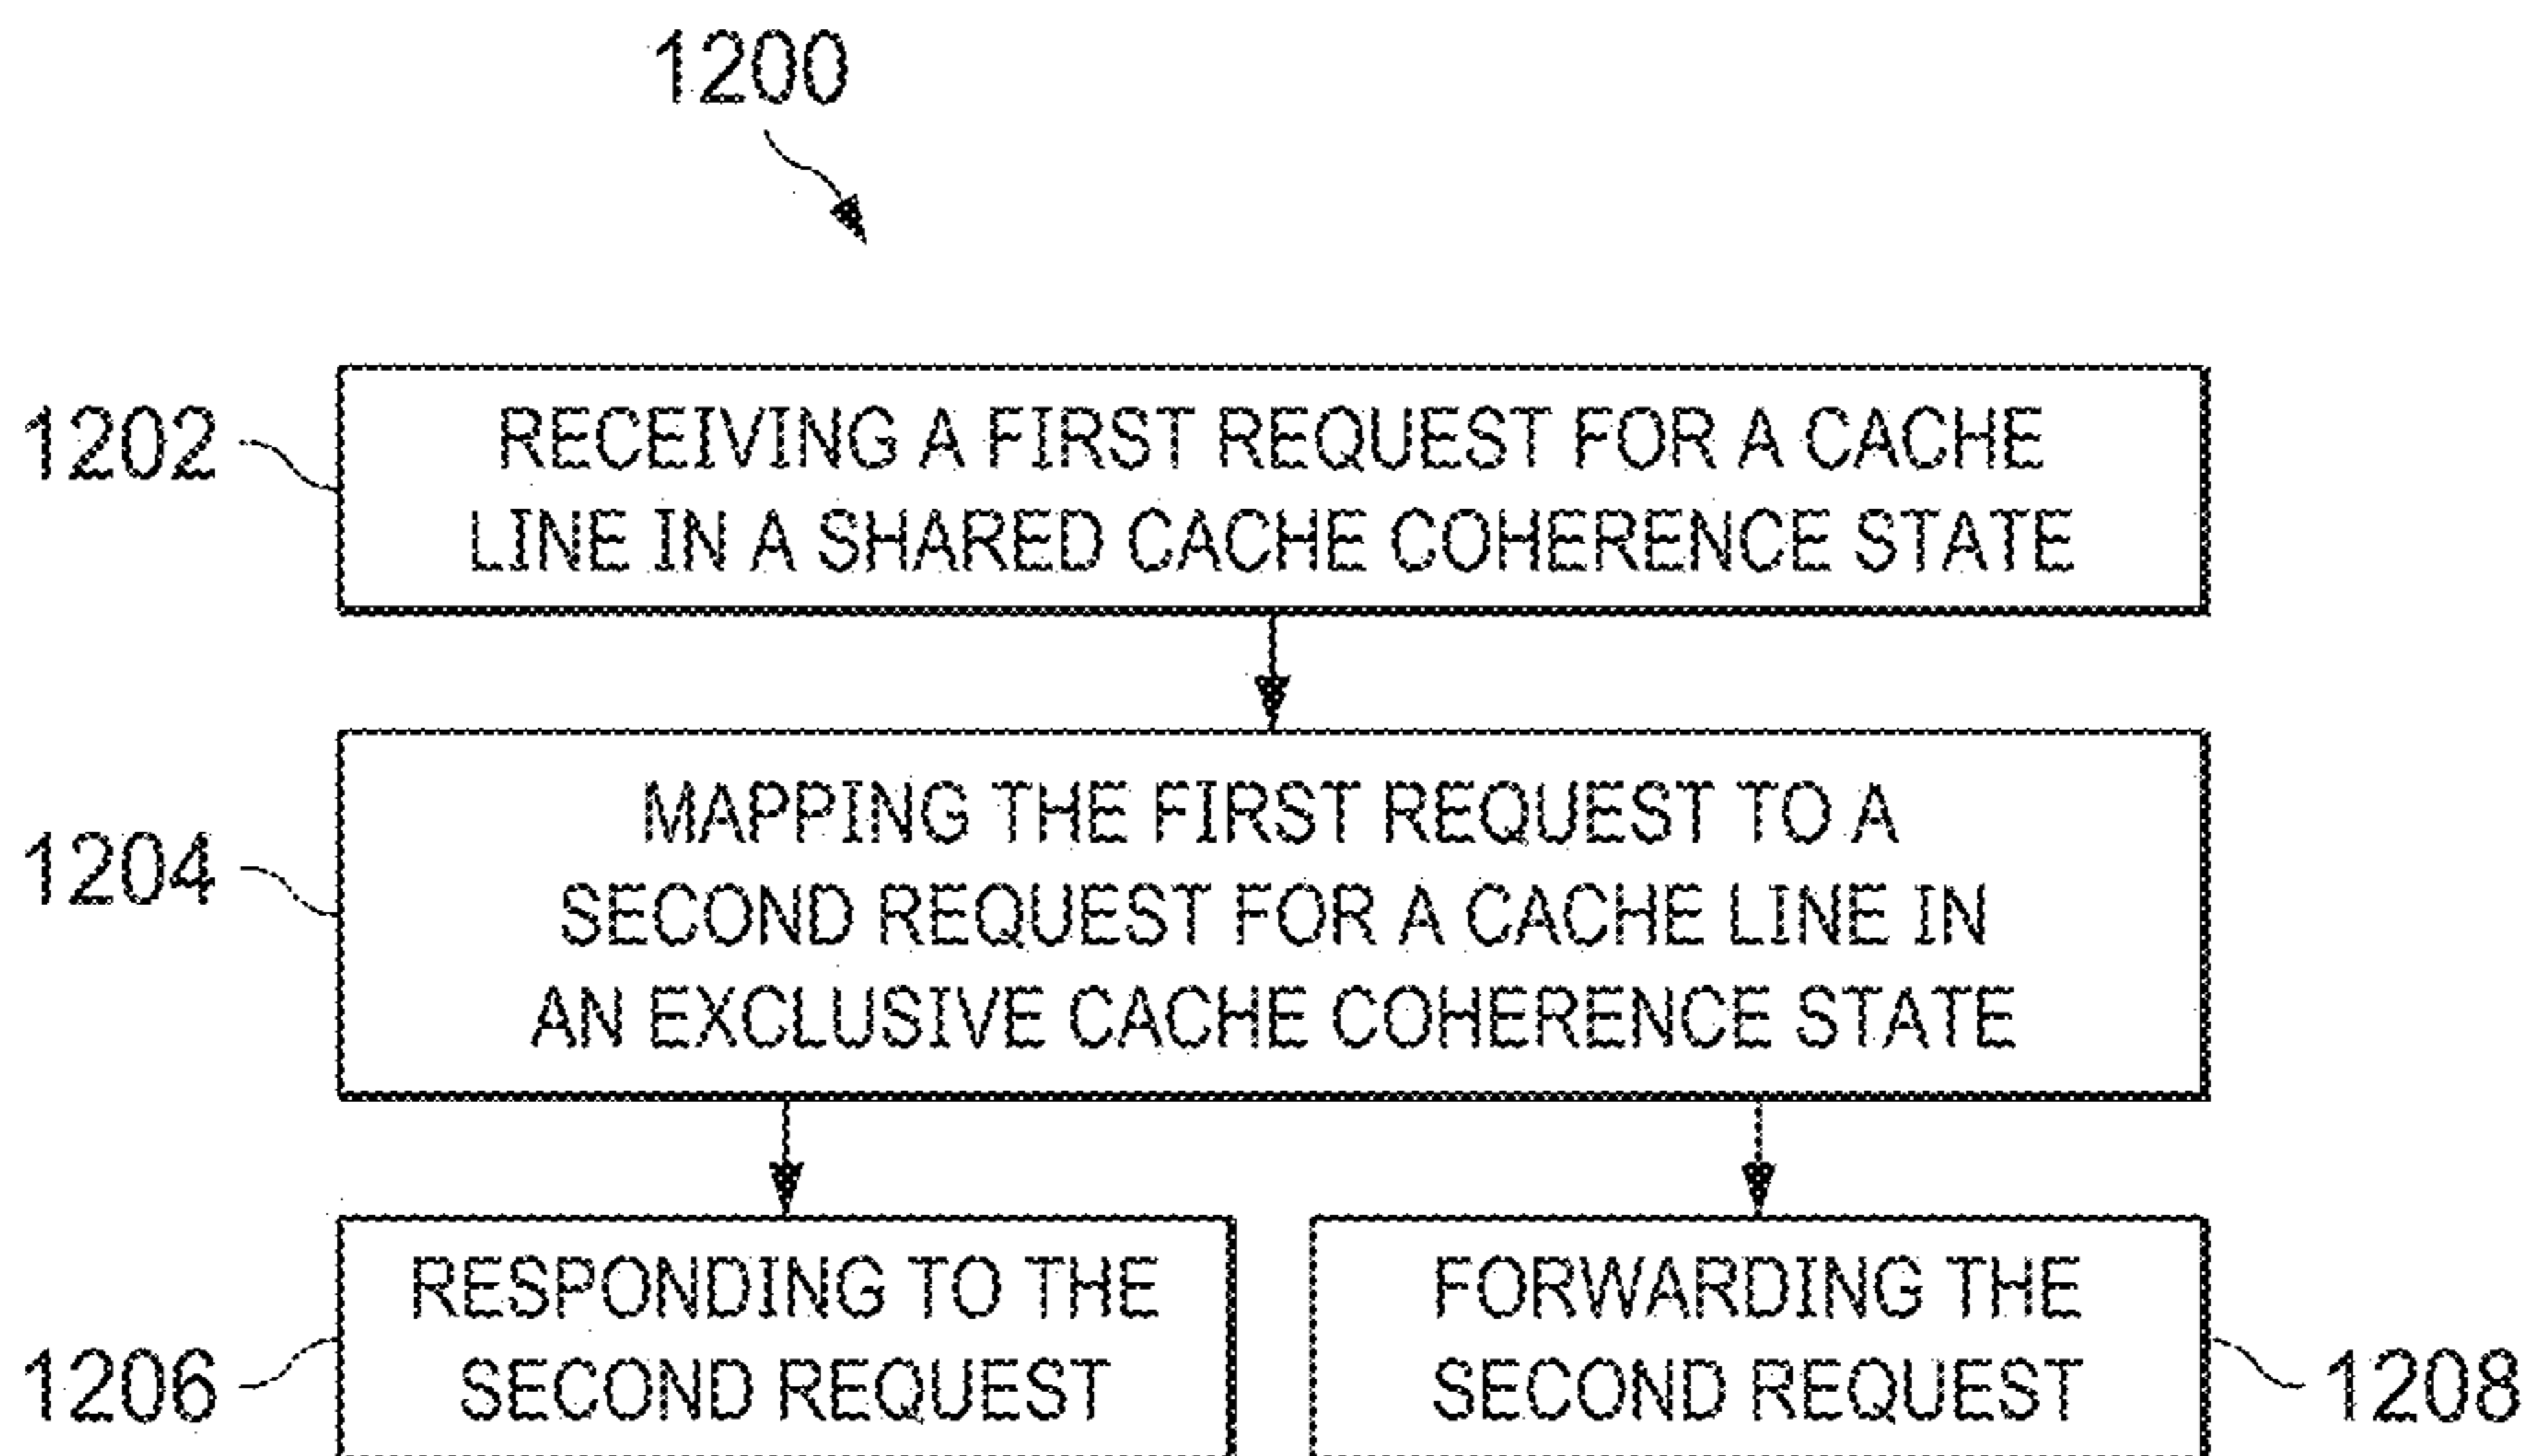 1200
1202
RECEIVING A FIRST REQUEST FOR A CACHE
LINE IN A SHARED CACHE COHERENCE STATE
1204
MAPPING THE FIRST REQUEST TO A
SECOND REQUEST FOR A CACHE LINE IN
AN EXCLUSIVE CACHE COHERENCE STATE
1206
RESPONDING TO THE
SECOND REQUEST
FORWARDING THE
SECOND REQUEST
1208